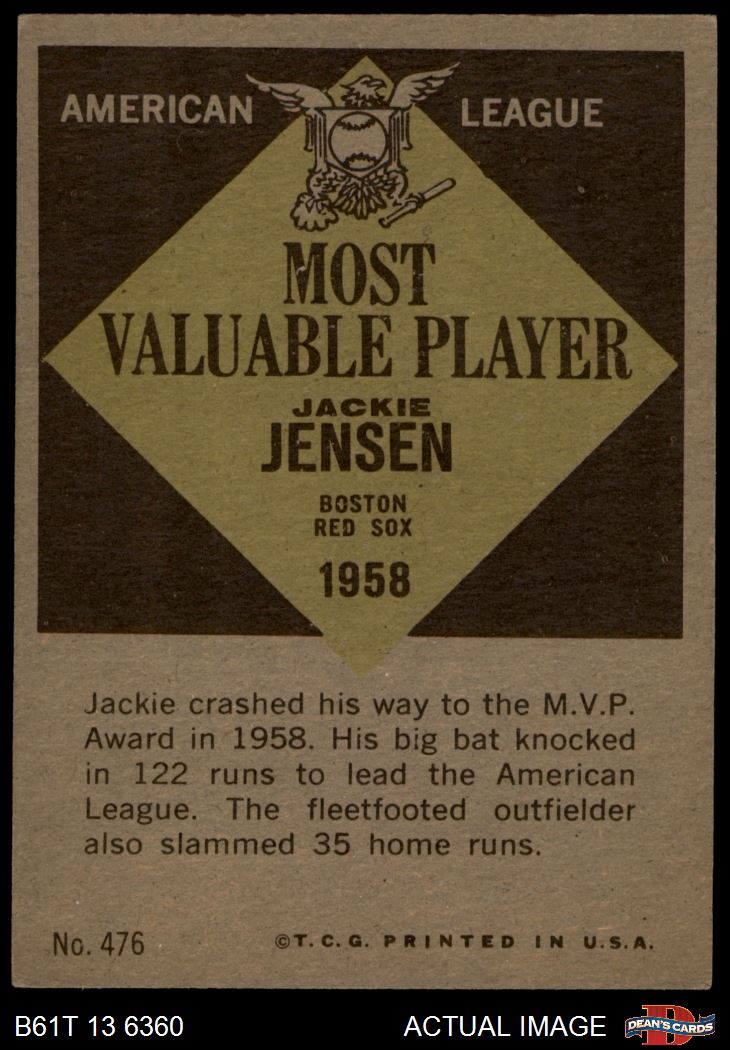 AMERICAN LEAGUE
MOST
VALUABLE PLAYER
JACKIE
JENSEN
BOSTON
RED SOX
1958
Jackie crashed his way to the M.V.P.
Award in 1958. His big bat knocked
in 122 runs to lead the American
League. The fleetfooted outfielder
also slammed 35 home runs.
No. 476 ©T.C.G. PRINTED IN U.S.A.
B61T 13 6360 ACTUAL IMAGE D DEAN'S CARDS